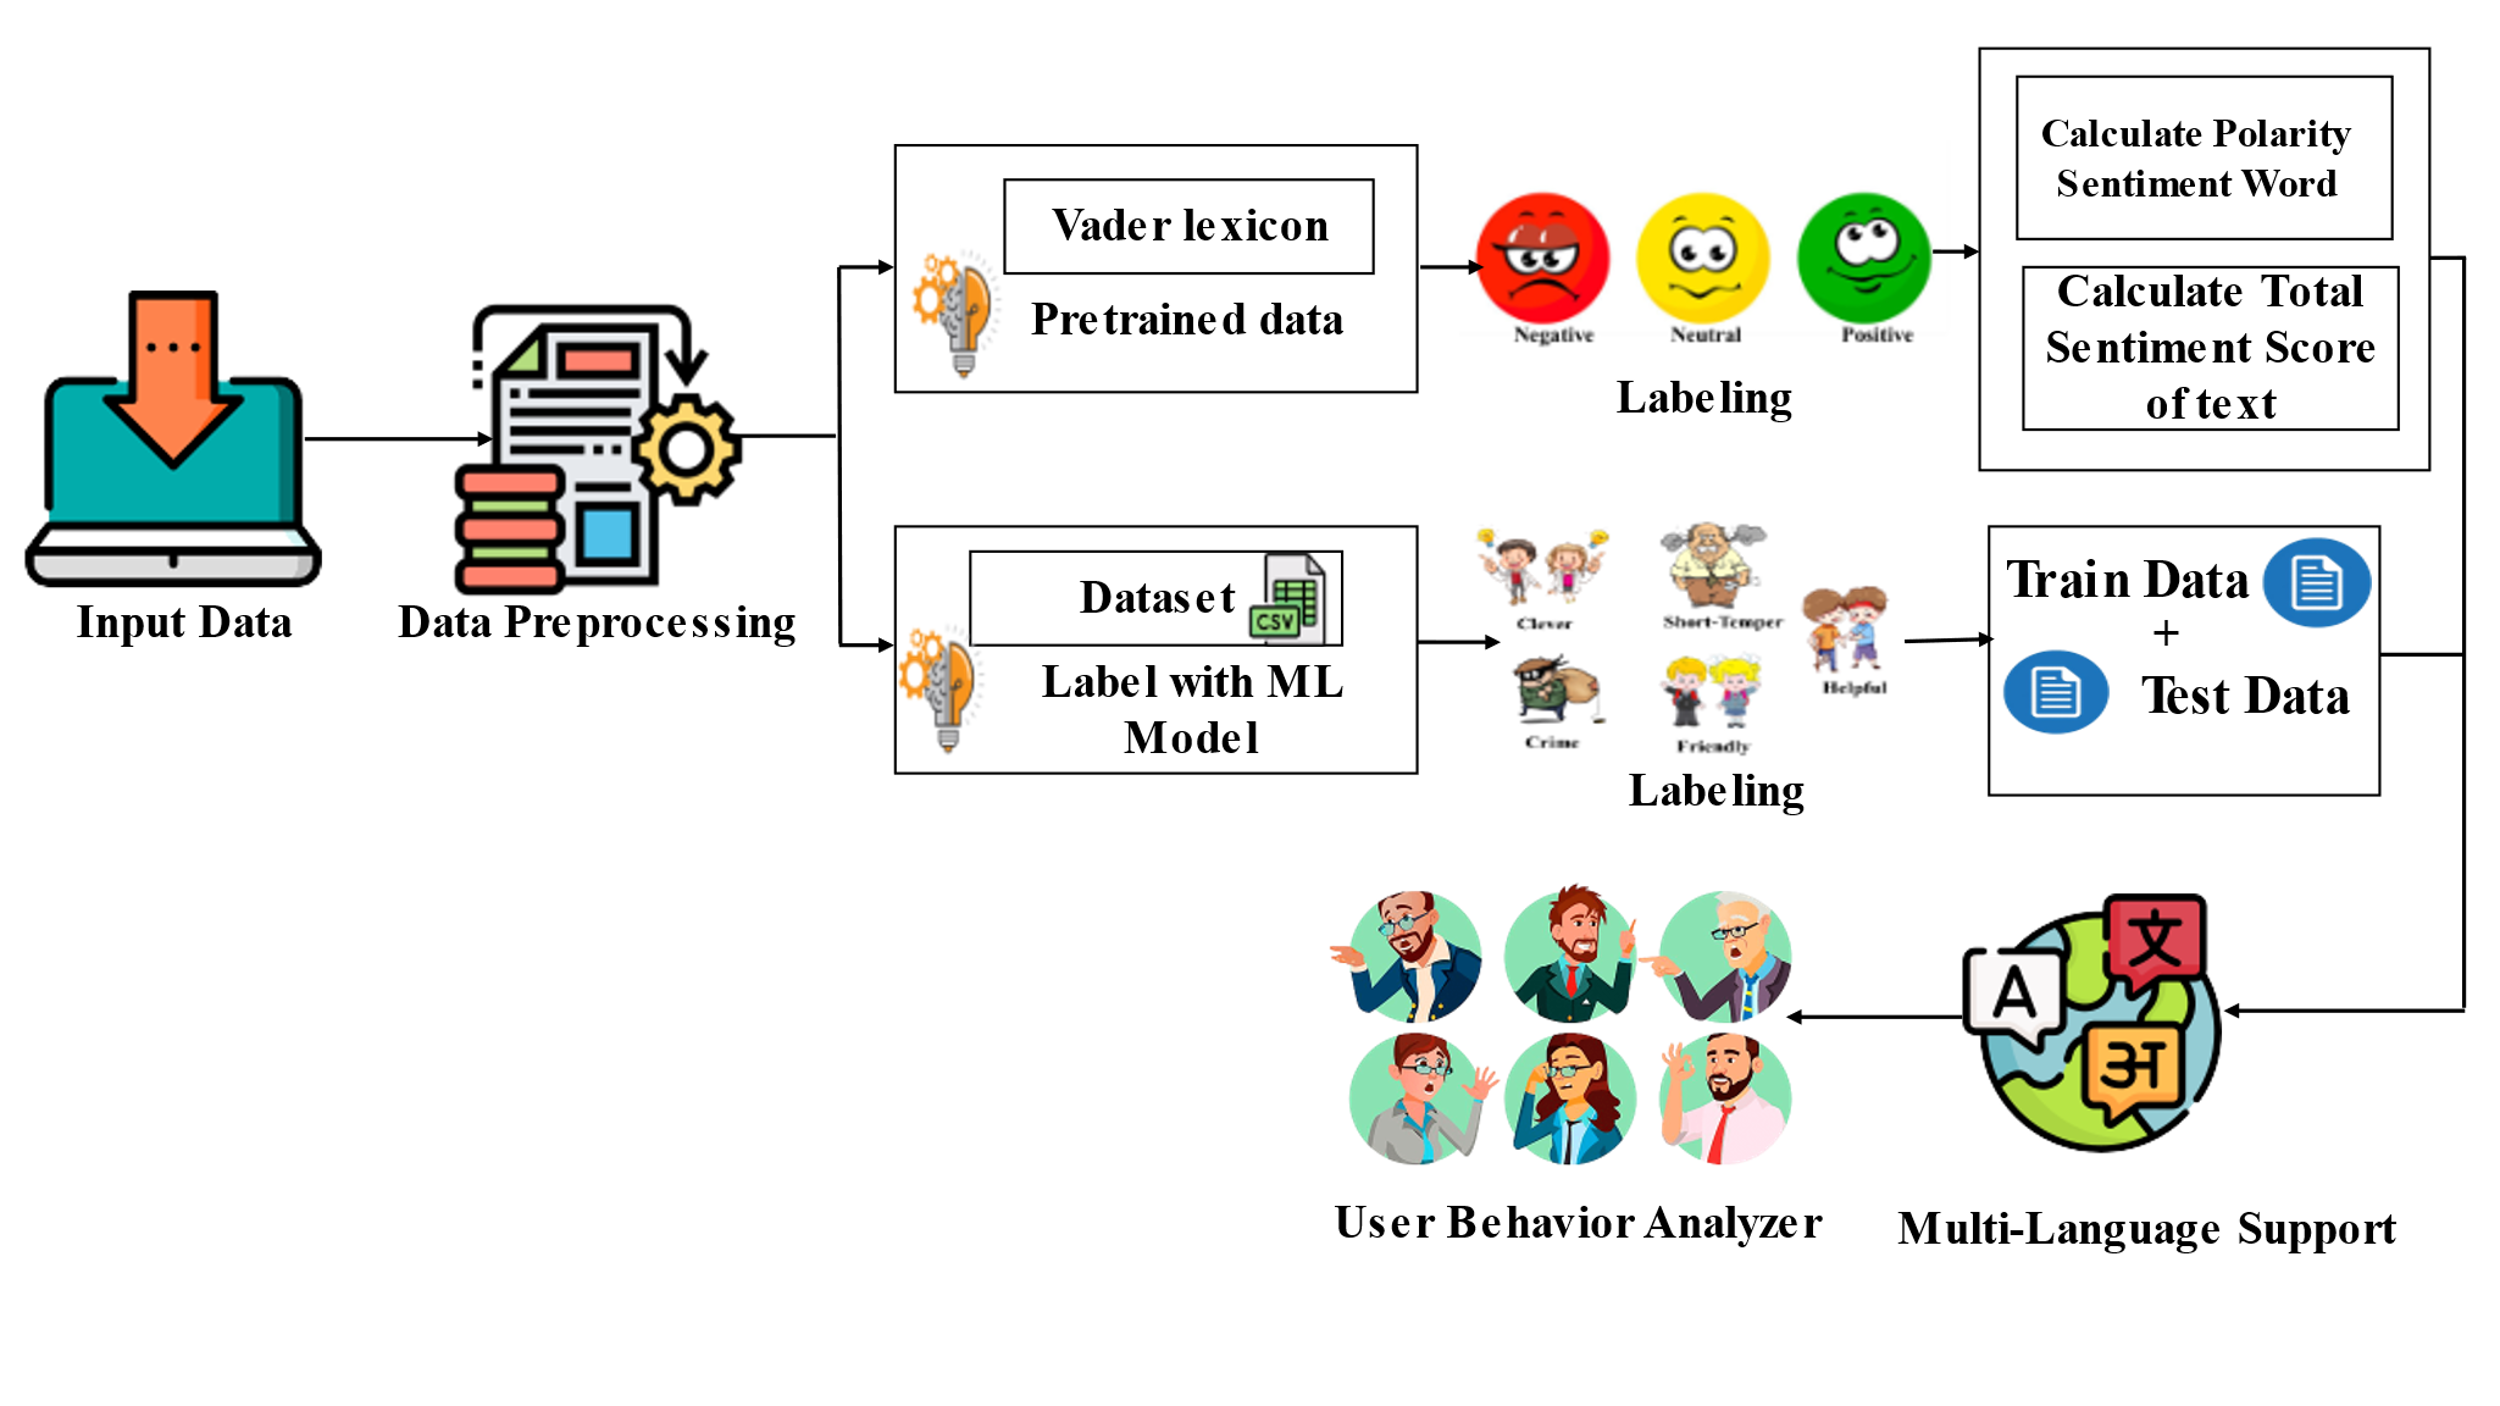 Input Data
Data Preprocessing
Vader lexicon
Pretrained data
Negative
Neutral
Positive
Labeling
Calculate Polarity
Sentiment Word
Calculate Total
Sentiment Score
of text
Dataset
CSV
Label with ML
Model
Clever
Short-Temper
Helpful
Crime
Friendly
Labeling
Train Data
+
Test Data
A
文
अ
User Behavior Analyzer
Multi-Language Support